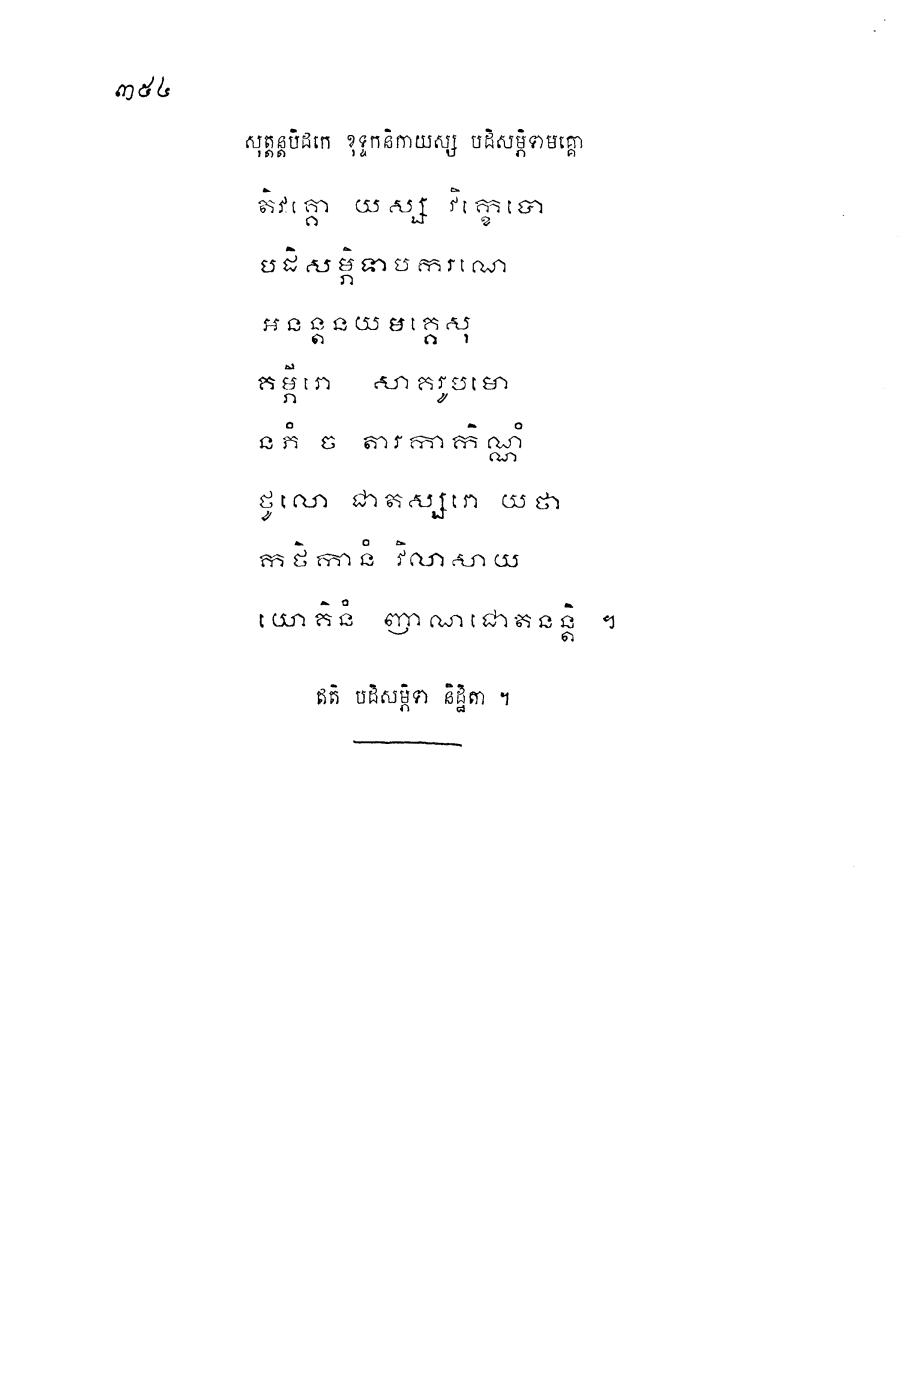 ៣៥៤
សុត្តន្តបិដកេ ខុទ្ទកនិកាយស្ស បដិសម្ភិទាមគ្គោ
តិវគ្គោ យស្ស វិក្ខេបោ
បដិសម្ភិទាបករណេ
អនន្តនយមគ្គេសុ
គម្ភីរោ សាគរូបមោ
នភំ ច តារកាកិណ្ណំ
ថូលោ ជាតស្សរោ យថា
កថិកានំ វិលាសាយ
យោគិនំ ញាណជោតនន្តិ ។
ឥតិ បដិសម្ភិទា និដ្ឋិតា ។